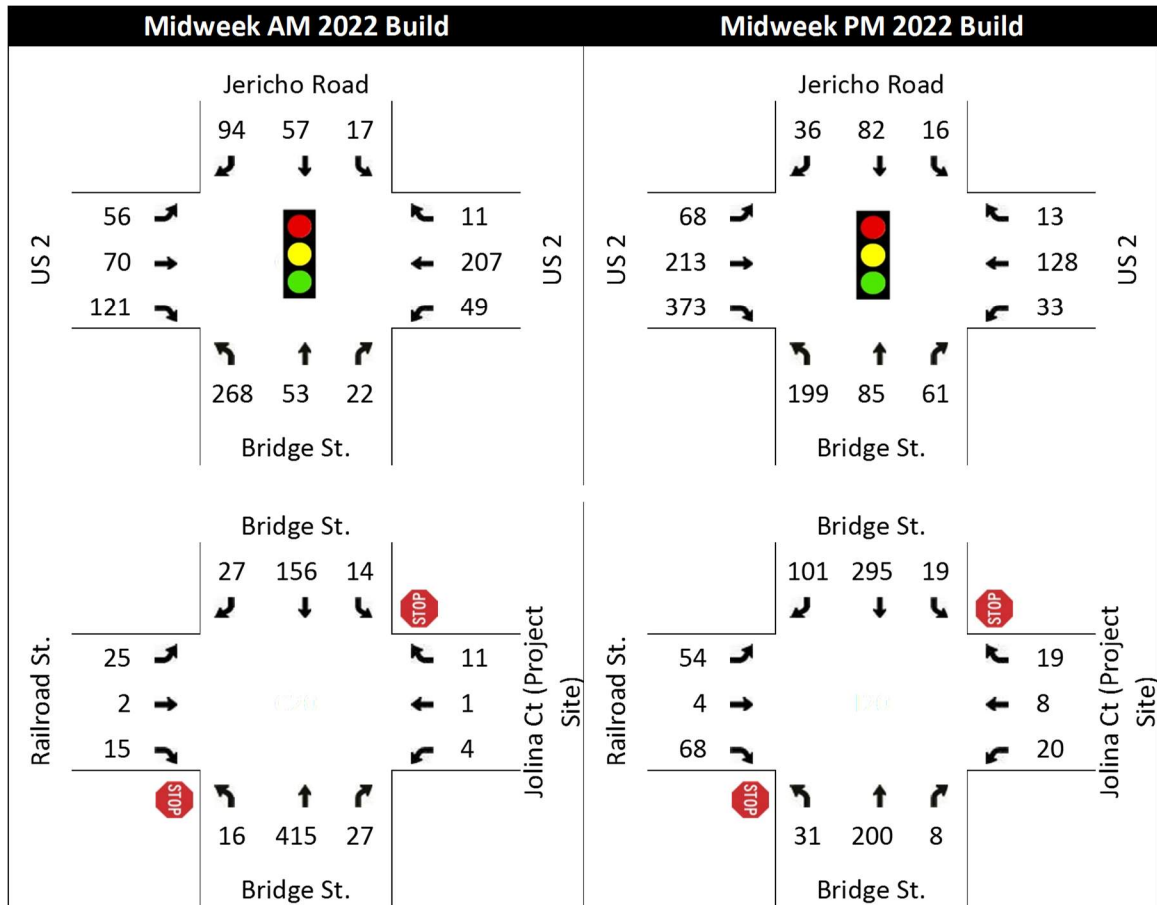 Midweek AM 2022 Build
Midweek PM 2022 Build
Jericho Road
94 57 17
US 2
56
70
121
11
207
49
US 2
268 53 22
Bridge St.
Jericho Road
36 82 16
US 2
68
213
373
13
128
33
US 2
199 85 61
Bridge St.
Bridge St.
27 156 14
STOP
Railroad St.
25
2
15
11
1
4
Jolina Ct (Project
Site)
STOP
16 415 27
Bridge St.
Bridge St.
101 295 19
STOP
Railroad St.
54
4
68
19
8
20
Jolina Ct (Project
Site)
STOP
31 200 8
Bridge St.